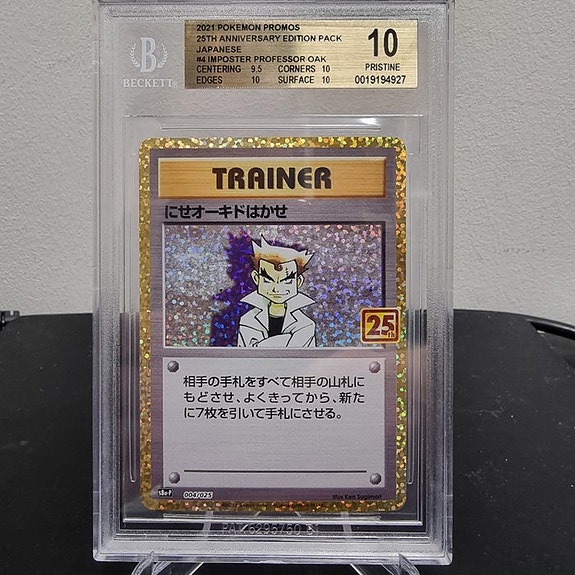 2021 POKEMON PROMOS
25TH ANNIVERSARY EDITION PACK
JAPANESE
#4 IMPOSTER PROFESSOR OAK
CENTERING 9.5 CORNERS 10
EDGES 10 SURFACE 10
10
PRISTINE
0019194927
B
BECKETT
TRAINER
にせオーキドはかせ
25th
相手の手札をすべて相手の山札に
もどさせ、よくきってから、新た
に7枚を引いて手札にさせる。
s8a-P 004/025
Illus. Ken Sugimori